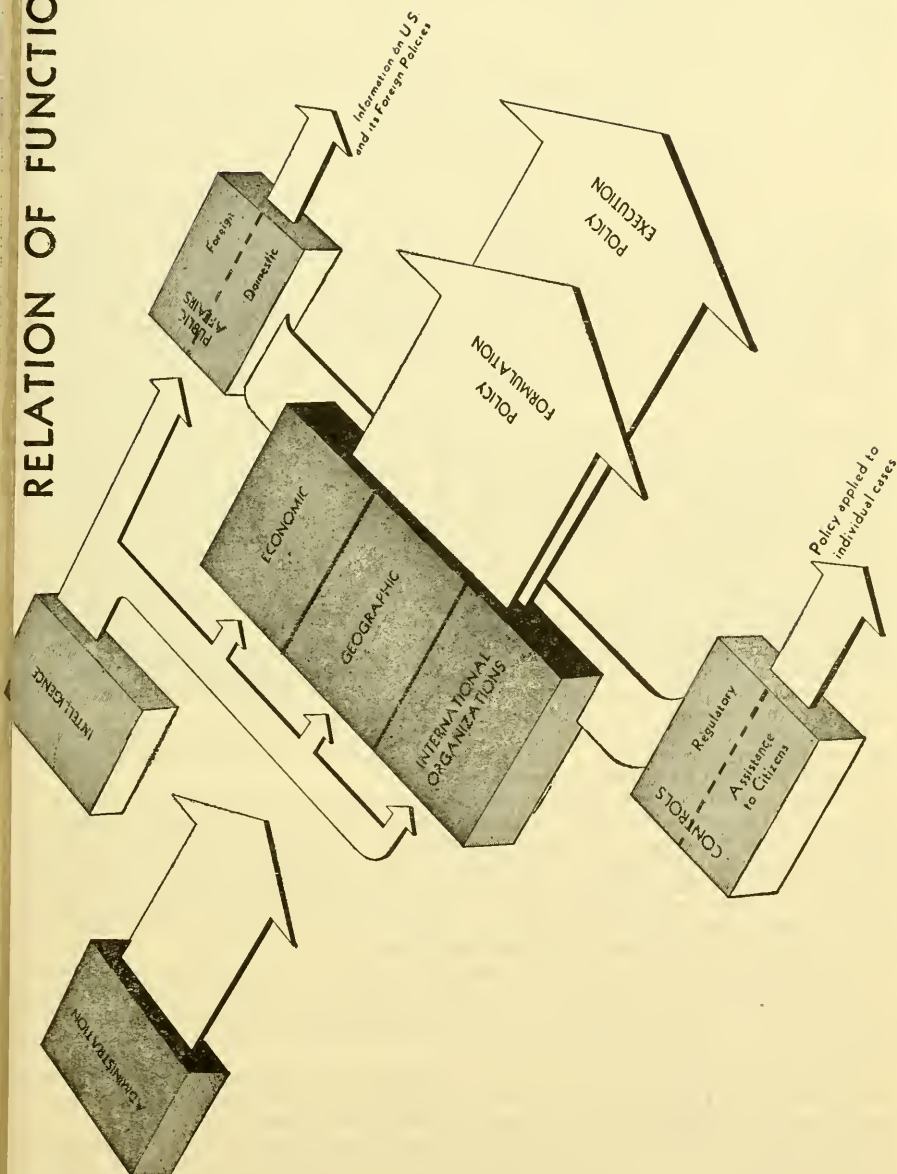 RELATION OF FUNCTIO
INTELLIGENCE
ADMINISTRATION
PUBLIC
AFFAIRS
Foreign
Domestic
Information on U.S.
and its Foreign Policies
ECONOMIC
GEOGRAPHIC
INTERNATIONAL
ORGANIZATIONS
POLICY
FORMULATION
POLICY
EXECUTION
CONTROLS
Regulatory
Assistance
to Citizens
Policy applied to
individual cases